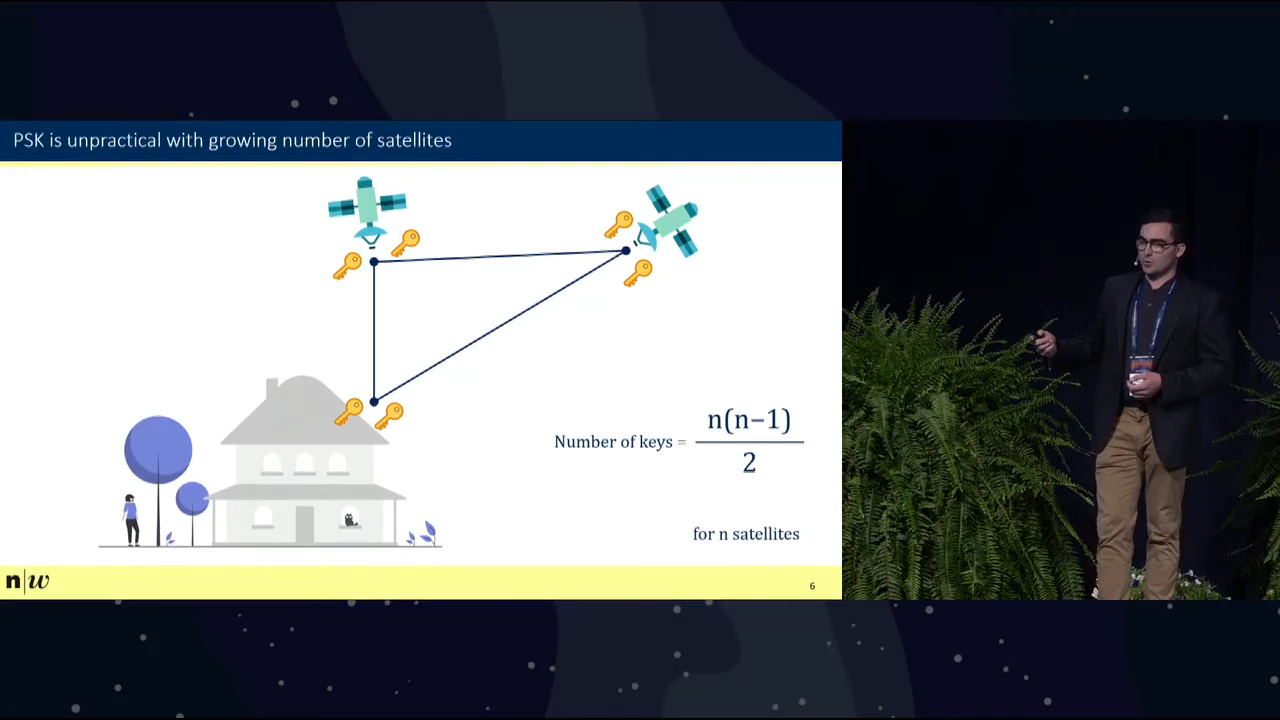 PSK is unpractical with growing number of satellites
Number of keys = n(n−1)
2
for n satellites
n|w
6